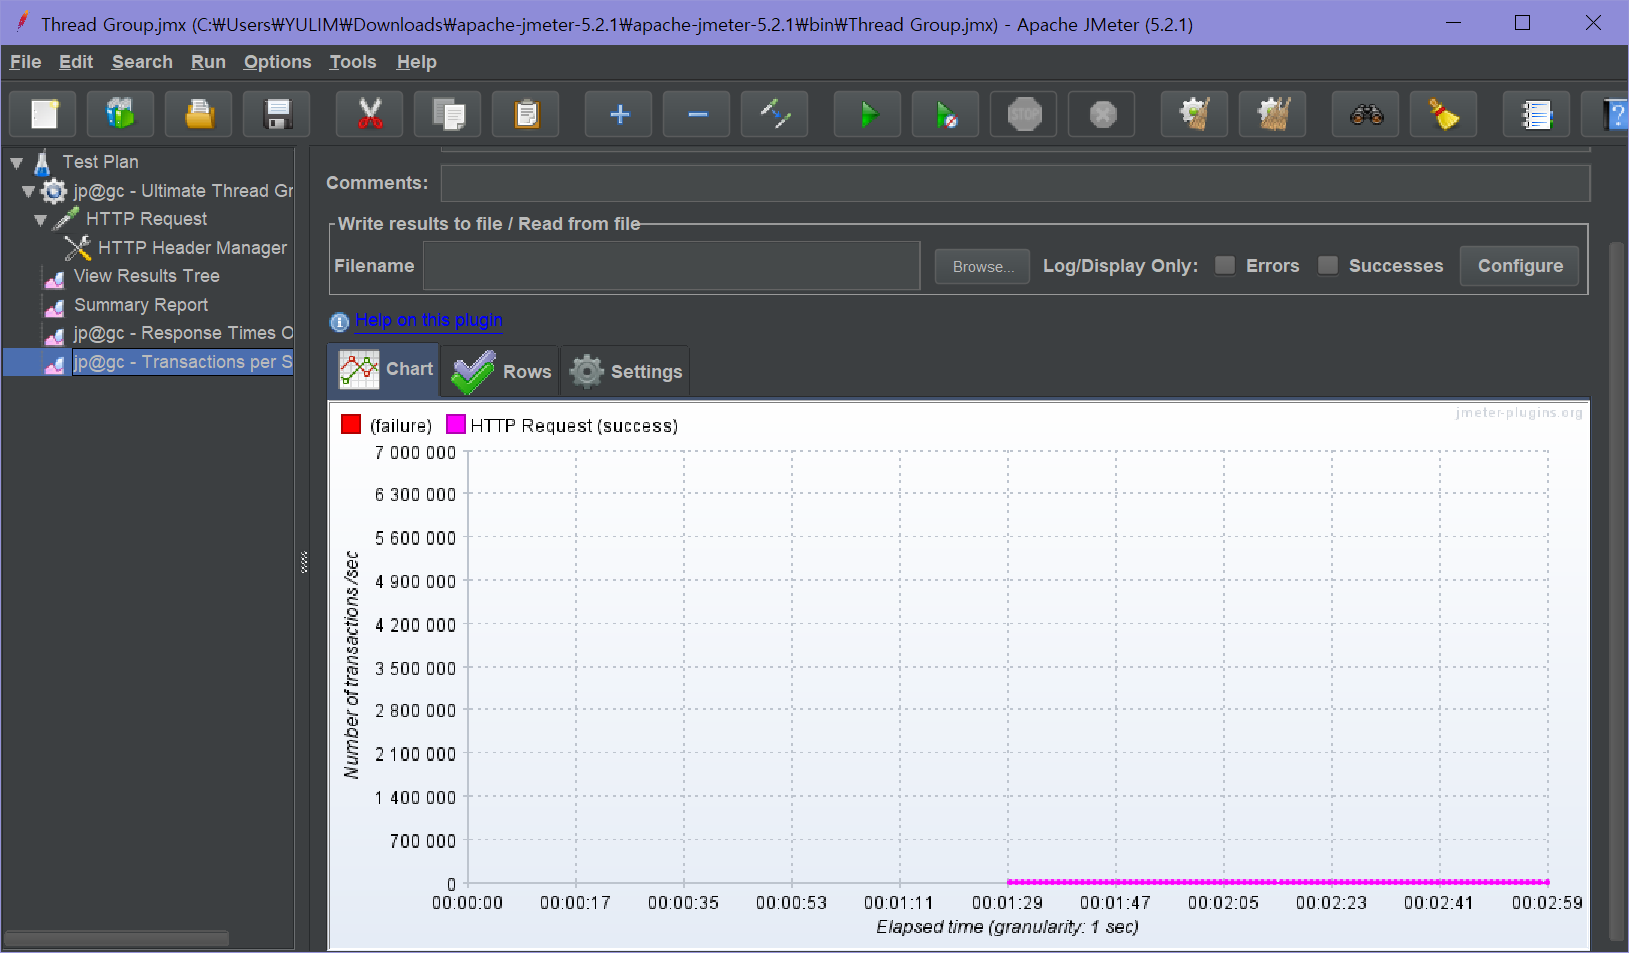 Thread Group.jmx (C:₩Users₩YULIM₩Downloads₩apache-jmeter-5.2.1₩apache-jmeter-5.2.1₩bin₩Thread Group.jmx) - Apache JMeter (5.2.1)
File Edit Search Run Options Tools Help
STOP
?
Test Plan
jp@gc - Ultimate Thread Gr
HTTP Request
HTTP Header Manager
View Results Tree
Summary Report
jp@gc - Response Times O
jp@gc - Transactions per S
Comments:
Write results to file / Read from file
Filename Browse... Log/Display Only: Errors Successes Configure
Help on this plugin
Chart Rows Settings
jmeter-plugins.org
(failure) HTTP Request (success)
7 000 000
6 300 000
5 600 000
4 900 000
4 200 000
3 500 000
2 800 000
2 100 000
1 400 000
700 000
0
Number of transactions /sec
00:00:00 00:00:17 00:00:35 00:00:53 00:01:11 00:01:29 00:01:47 00:02:05 00:02:23 00:02:41 00:02:59
Elapsed time (granularity: 1 sec)